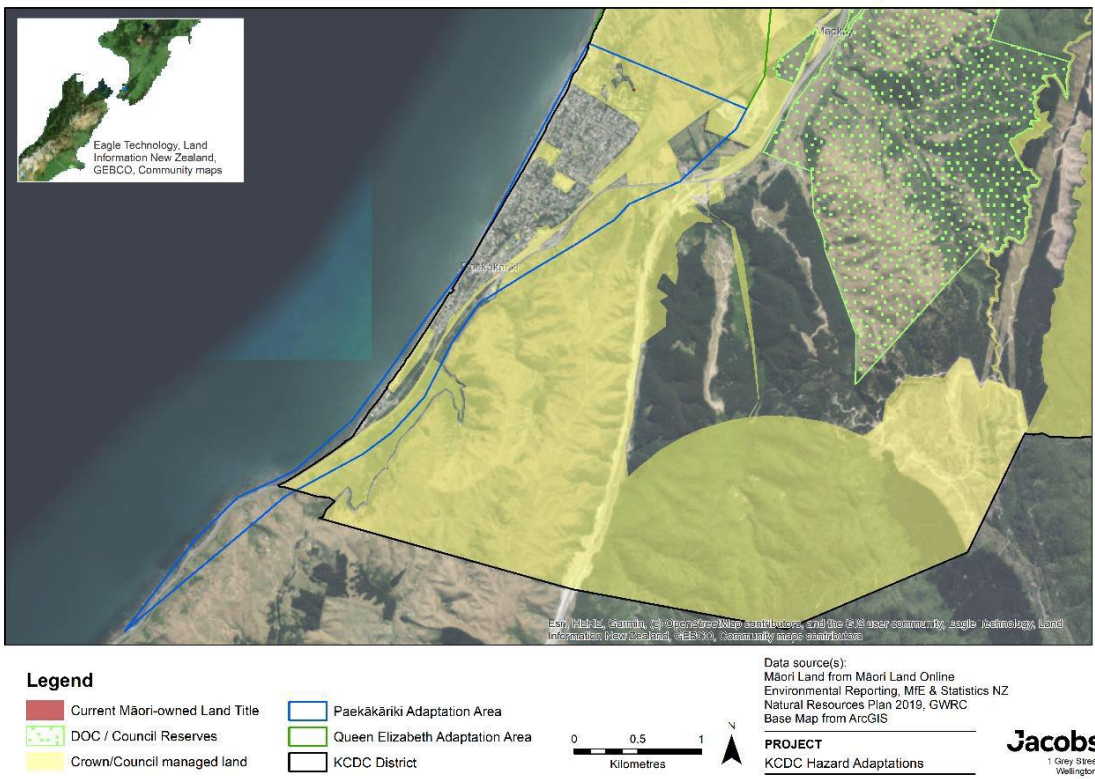 Eagle Technology, Land
Information New Zealand,
GEBCO, Community maps
Esri, HERE, Garmin, (c) OpenStreetMap contributors, and the GIS user community, Eagle Technology, Land
Information New Zealand, GEBCO, Community maps contributors
Legend
Current Māori-owned Land Title
DOC / Council Reserves
Crown/Council managed land
Paekākāriki Adaptation Area
Queen Elizabeth Adaptation Area
KCDC District
0 0.5 1
Kilometres
N
Data source(s):
Māori Land from Māori Land Online
Environmental Reporting, MfE & Statistics NZ
Natural Resources Plan 2019, GWRC
Base Map from ArcGIS
PROJECT
KCDC Hazard Adaptations
Jacobs
1 Grey Stree
Wellington